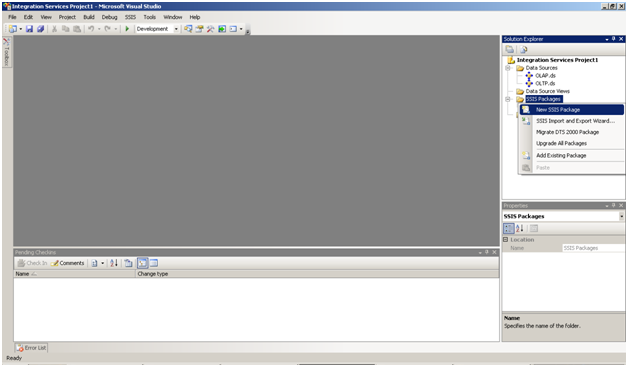 Integration Services Project1 - Microsoft Visual Studio
File Edit View Project Build Debug SSIS Tools Window Help
Development
Toolbox
Solution Explorer
Integration Services Project1
Data Sources
OLAP.ds
OLTP.ds
Data Source Views
SSIS Packages
New SSIS Package
SSIS Import and Export Wizard...
Migrate DTS 2000 Package
Upgrade All Packages
Add Existing Package
Paste
Properties
SSIS Packages
Location
Name SSIS Packages
Name
Specifies the name of the folder.
Pending Checkins
Check In Comments
Name Change type
Error List
Ready